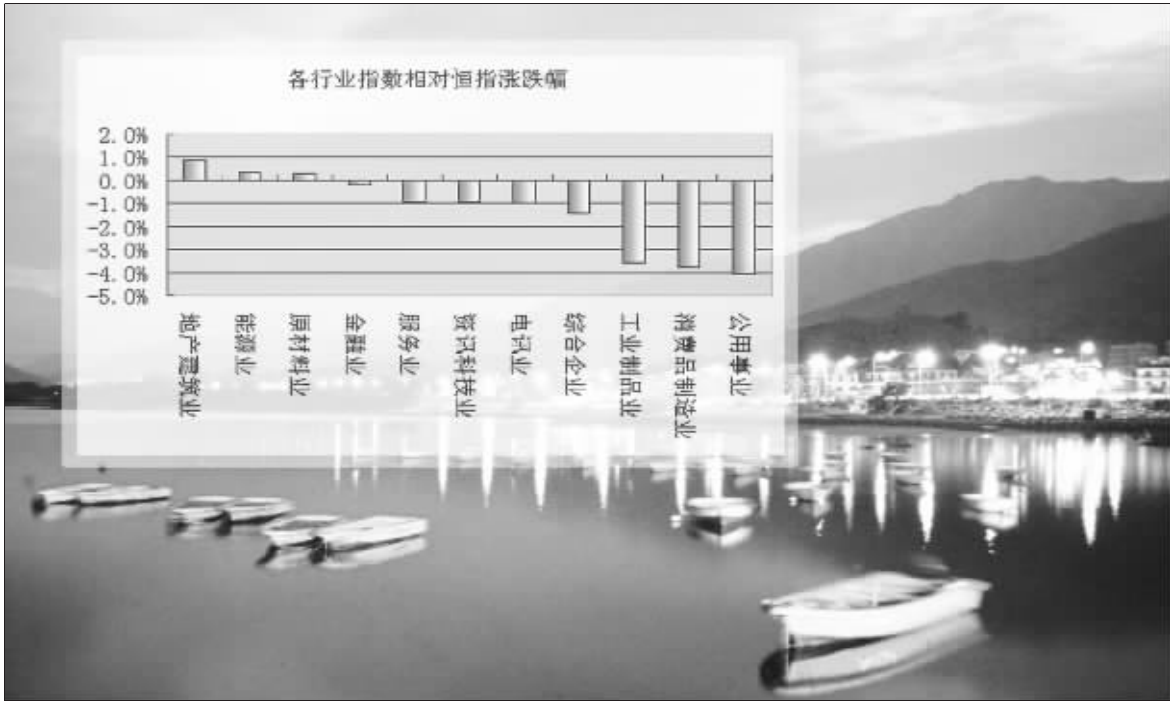 各行业指数相对恒指涨跌幅
2.0%
1.0%
0.0%
-1.0%
-2.0%
-3.0%
-4.0%
-5.0%
地产建筑业
能源业
原材料业
金融业
服务业
资讯科技业
电讯业
综合企业
工业制品业
消费品制造业
公用事业